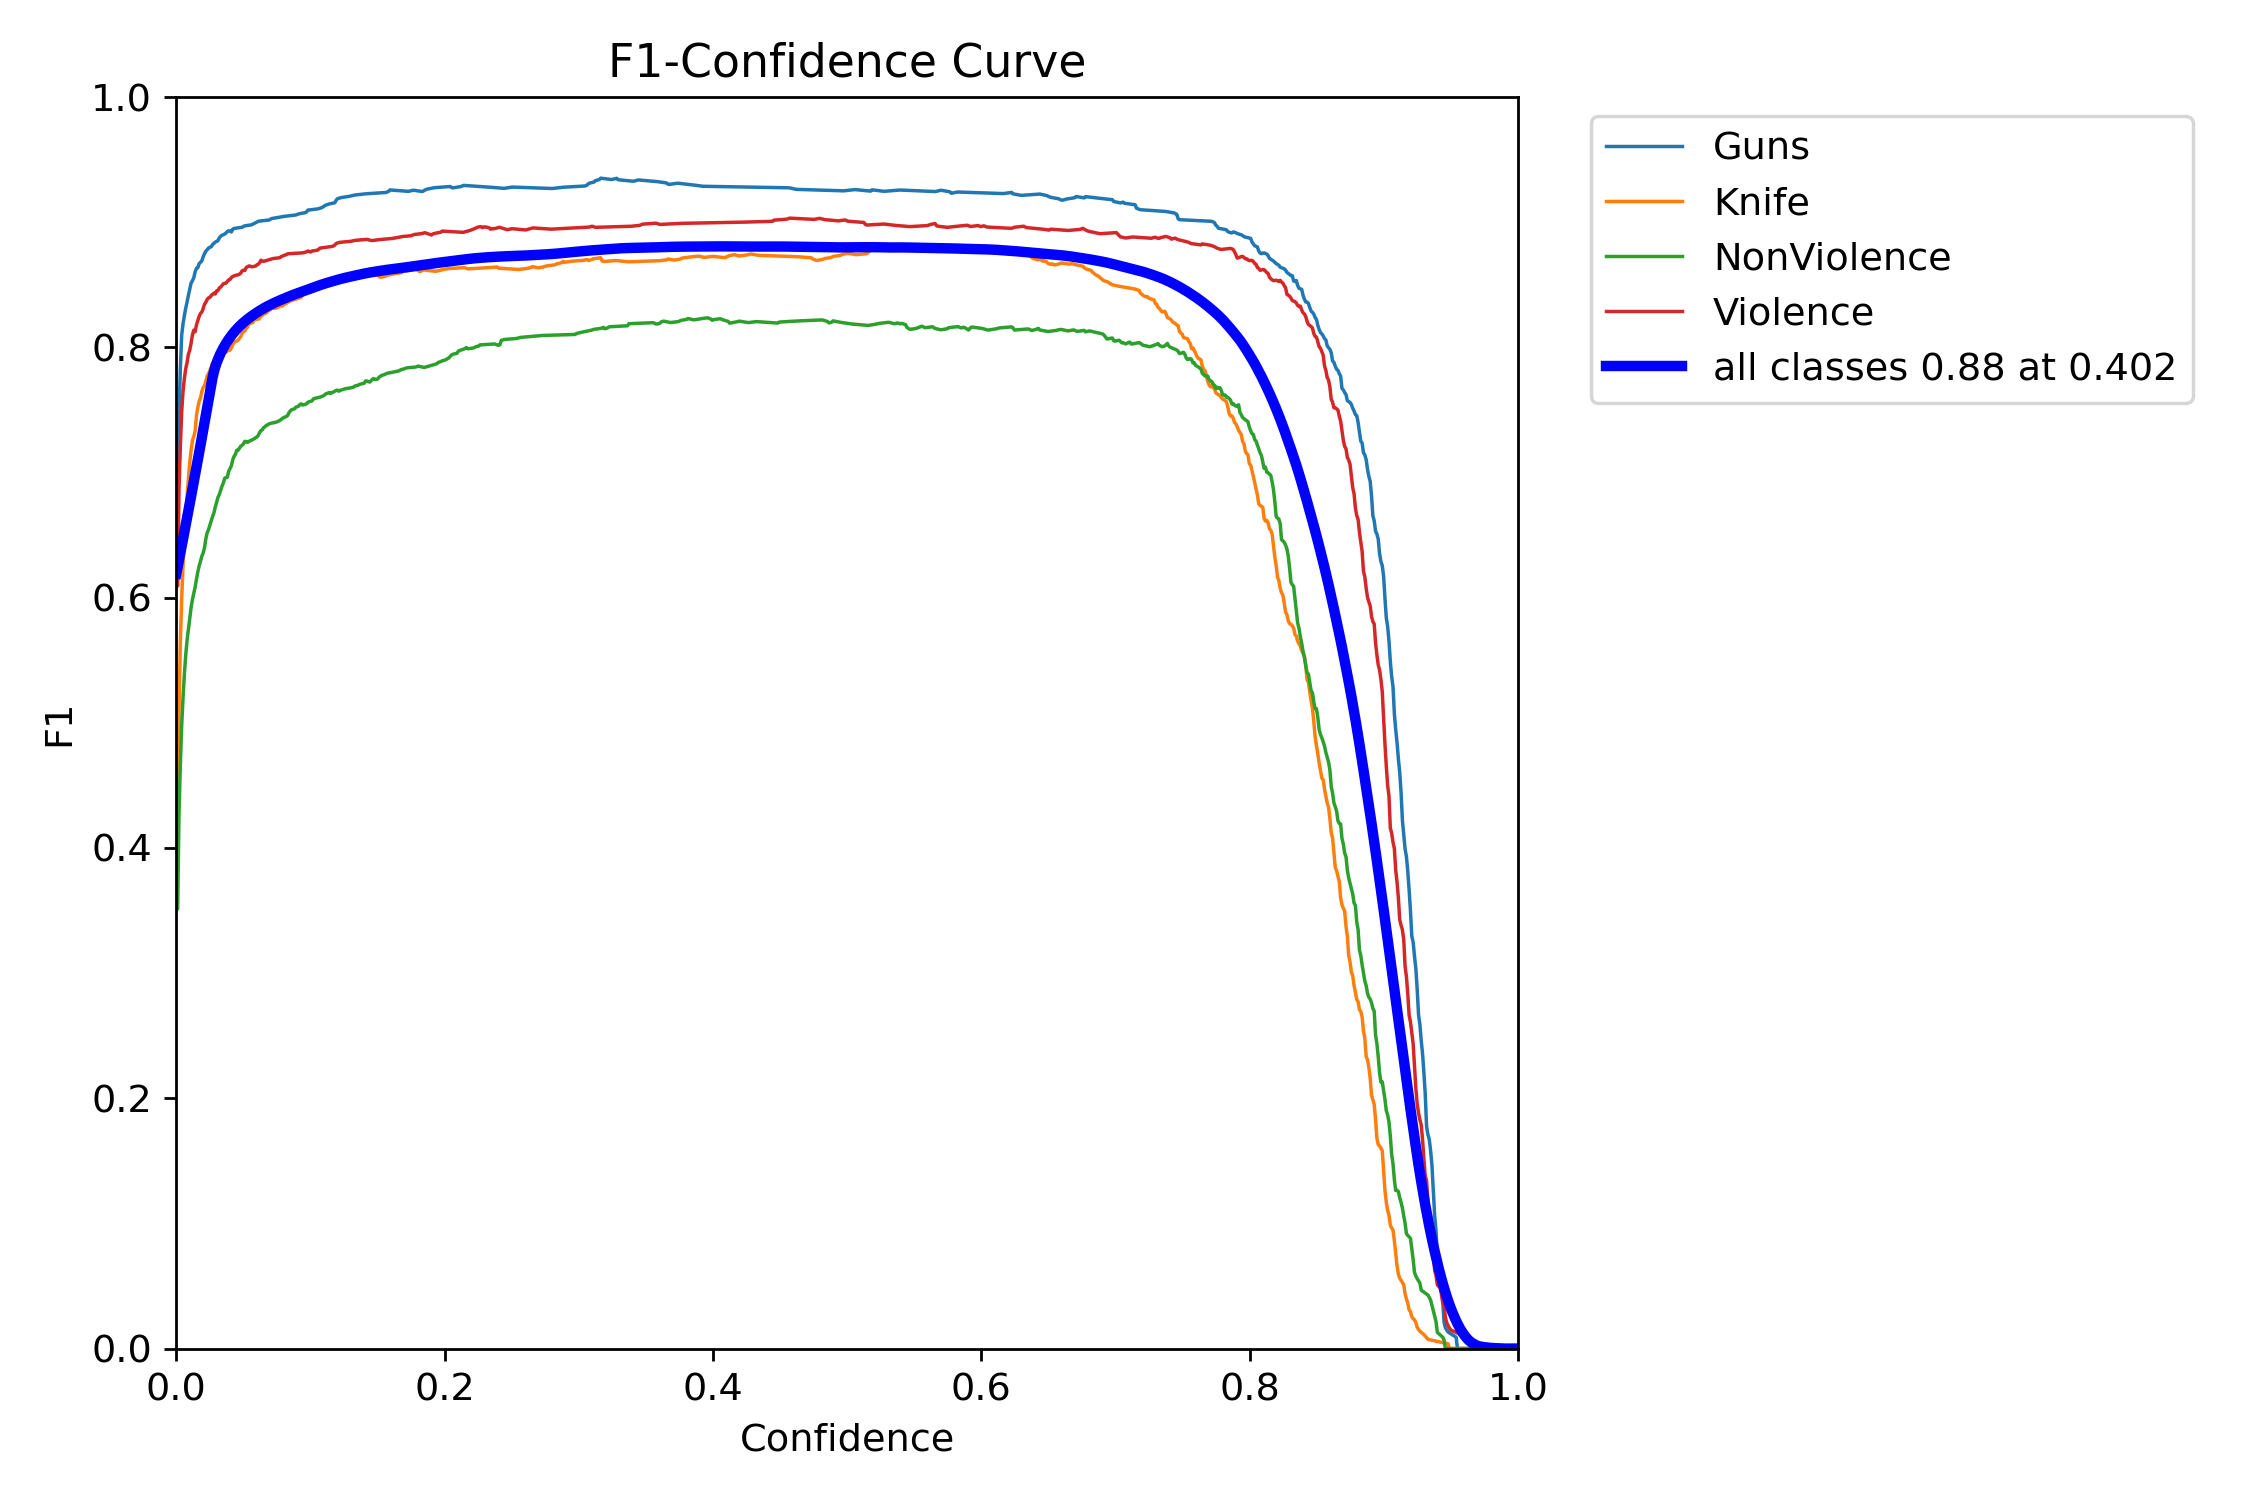 F1-Confidence Curve
1.0
0.8
0.6
0.4
0.2
0.0
F1
0.0 0.2 0.4 0.6 0.8 1.0
Confidence
Guns
Knife
NonViolence
Violence
all classes 0.88 at 0.402